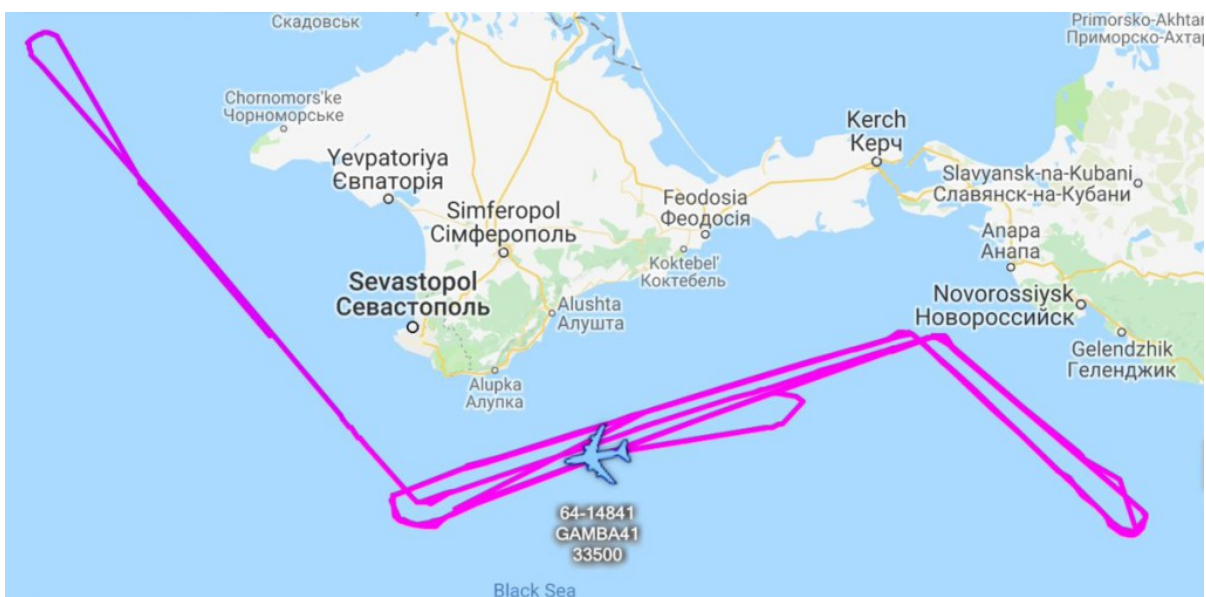 Скадовськ
Primorsko-Akhtar
Приморско-Ахтар
Chornomors'ke
Чорноморське
Kerch
Керч
Yevpatoriya
Євпаторія
Slavyansk-na-Kubani
Славянск-на-Кубани
Feodosia
Феодосія
Simferopol
Сімферополь
Anapa
Анапа
Koktebel'
Коктебель
Sevastopol
Севастополь
Novorossiysk
Новороссийск
Alushta
Алушта
Gelendzhik
Геленджик
Alupka
Алупка
64-14841
GAMBA41
33500
Black Sea